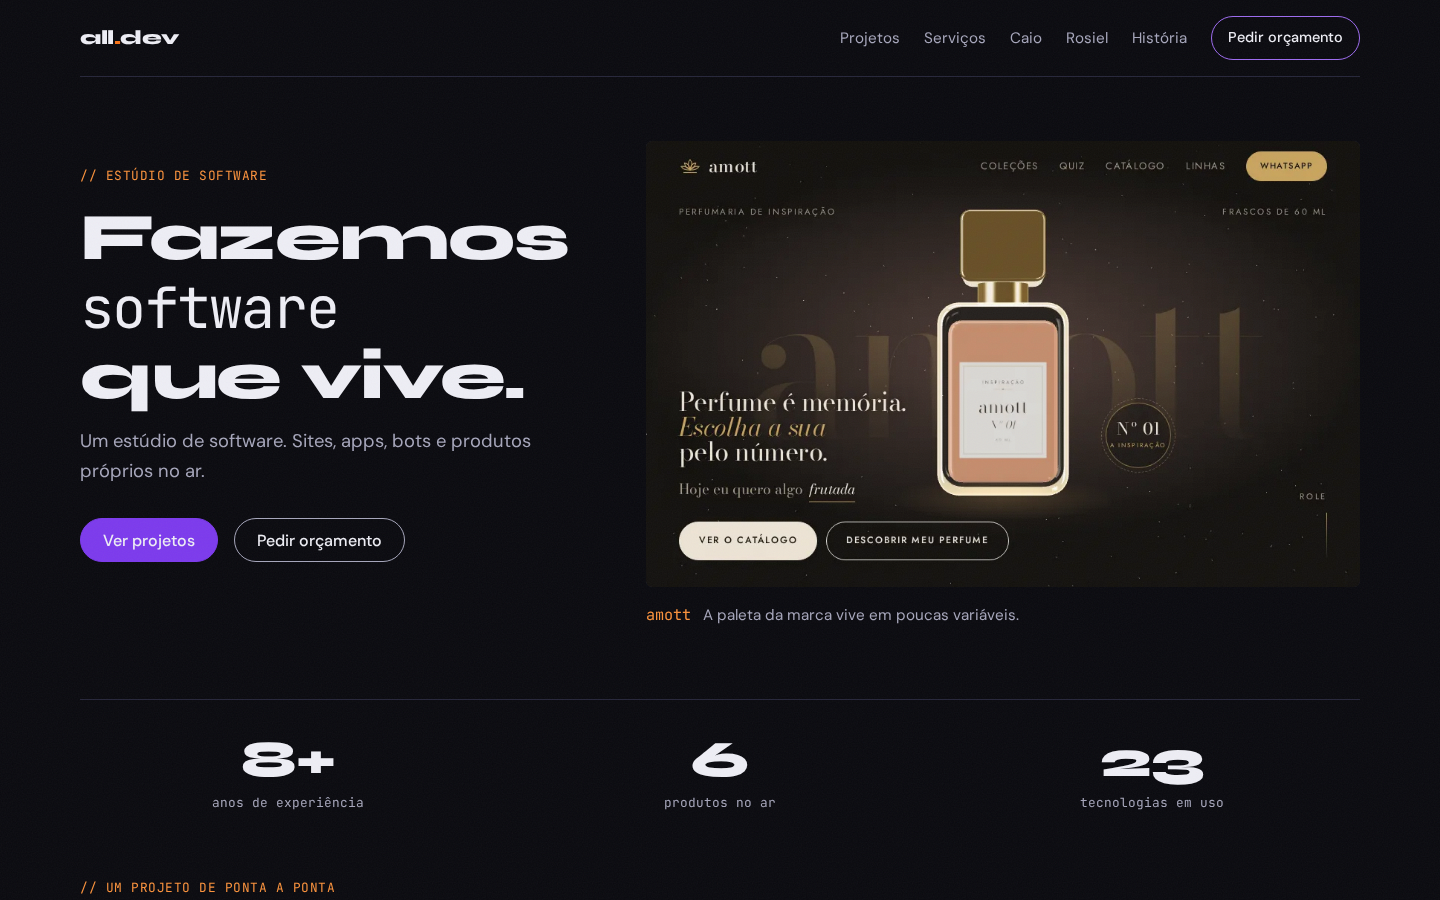 all.dev
Projetos Serviços Caio Rosiel História Pedir orçamento
// ESTÚDIO DE SOFTWARE
Fazemos
software
que vive.
Um estúdio de software. Sites, apps, bots e produtos
próprios no ar.
Ver projetos Pedir orçamento
amott
COLEÇÕES QUIZ CATÁLOGO LINHAS WHATSAPP
PERFUMARIA DE INSPIRAÇÃO
FRASCOS DE 60 ML
amott
INSPIRAÇÃO
amott
Nº 01
Perfume é memória.
Escolha a sua
pelo número.
Hoje eu quero algo frutada
Nº 01
A INSPIRAÇÃO
ROLE
VER O CATÁLOGO DESCOBRIR MEU PERFUME
amott A paleta da marca vive em poucas variáveis.
8+
anos de experiência
6
produtos no ar
23
tecnologias em uso
// UM PROJETO DE PONTA A PONTA